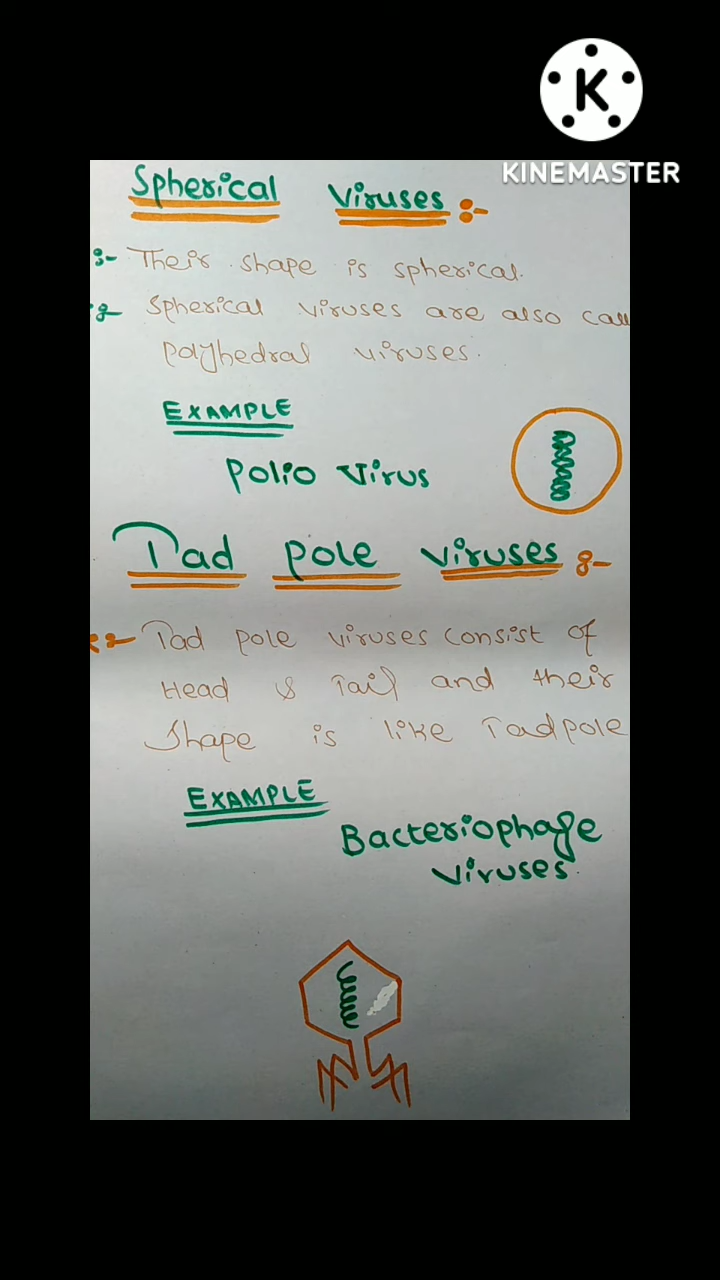 K
KINEMASTER
Spherical Viruses :-
:- Their shape is spherical.
:- Spherical viruses are also call
polyhedral viruses.
EXAMPLE
Polio Virus
Tad pole viruses :-
:- Tad pole viruses consist of
Head & Tail and their
shape is like Tadpole
EXAMPLE
Bacteriophage
viruses.